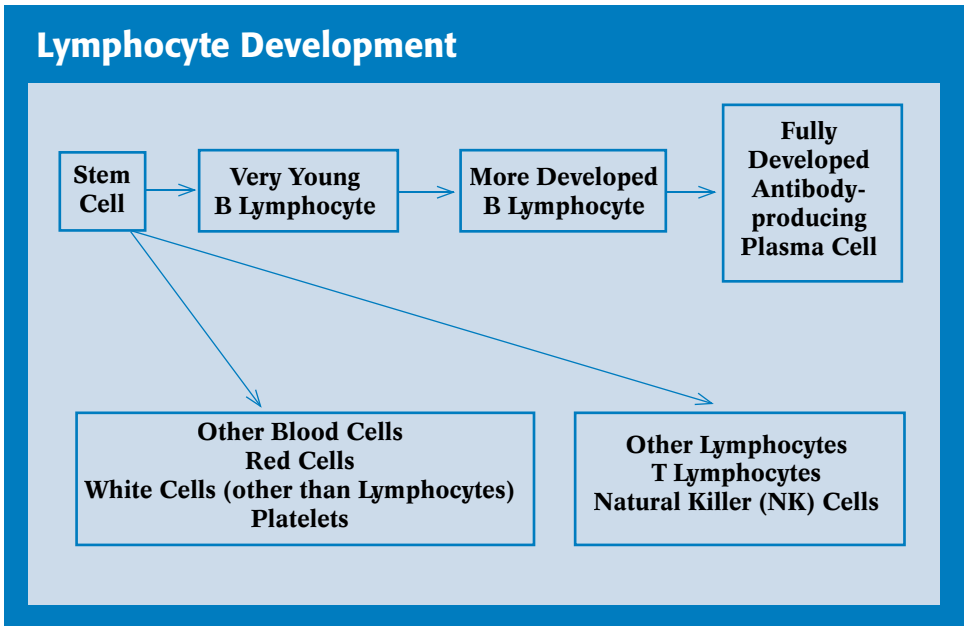 Lymphocyte Development
Stem
Cell
Very Young
B Lymphocyte
More Developed
B Lymphocyte
Fully
Developed
Antibody-
producing
Plasma Cell
Other Blood Cells
Red Cells
White Cells (other than Lymphocytes)
Platelets
Other Lymphocytes
T Lymphocytes
Natural Killer (NK) Cells